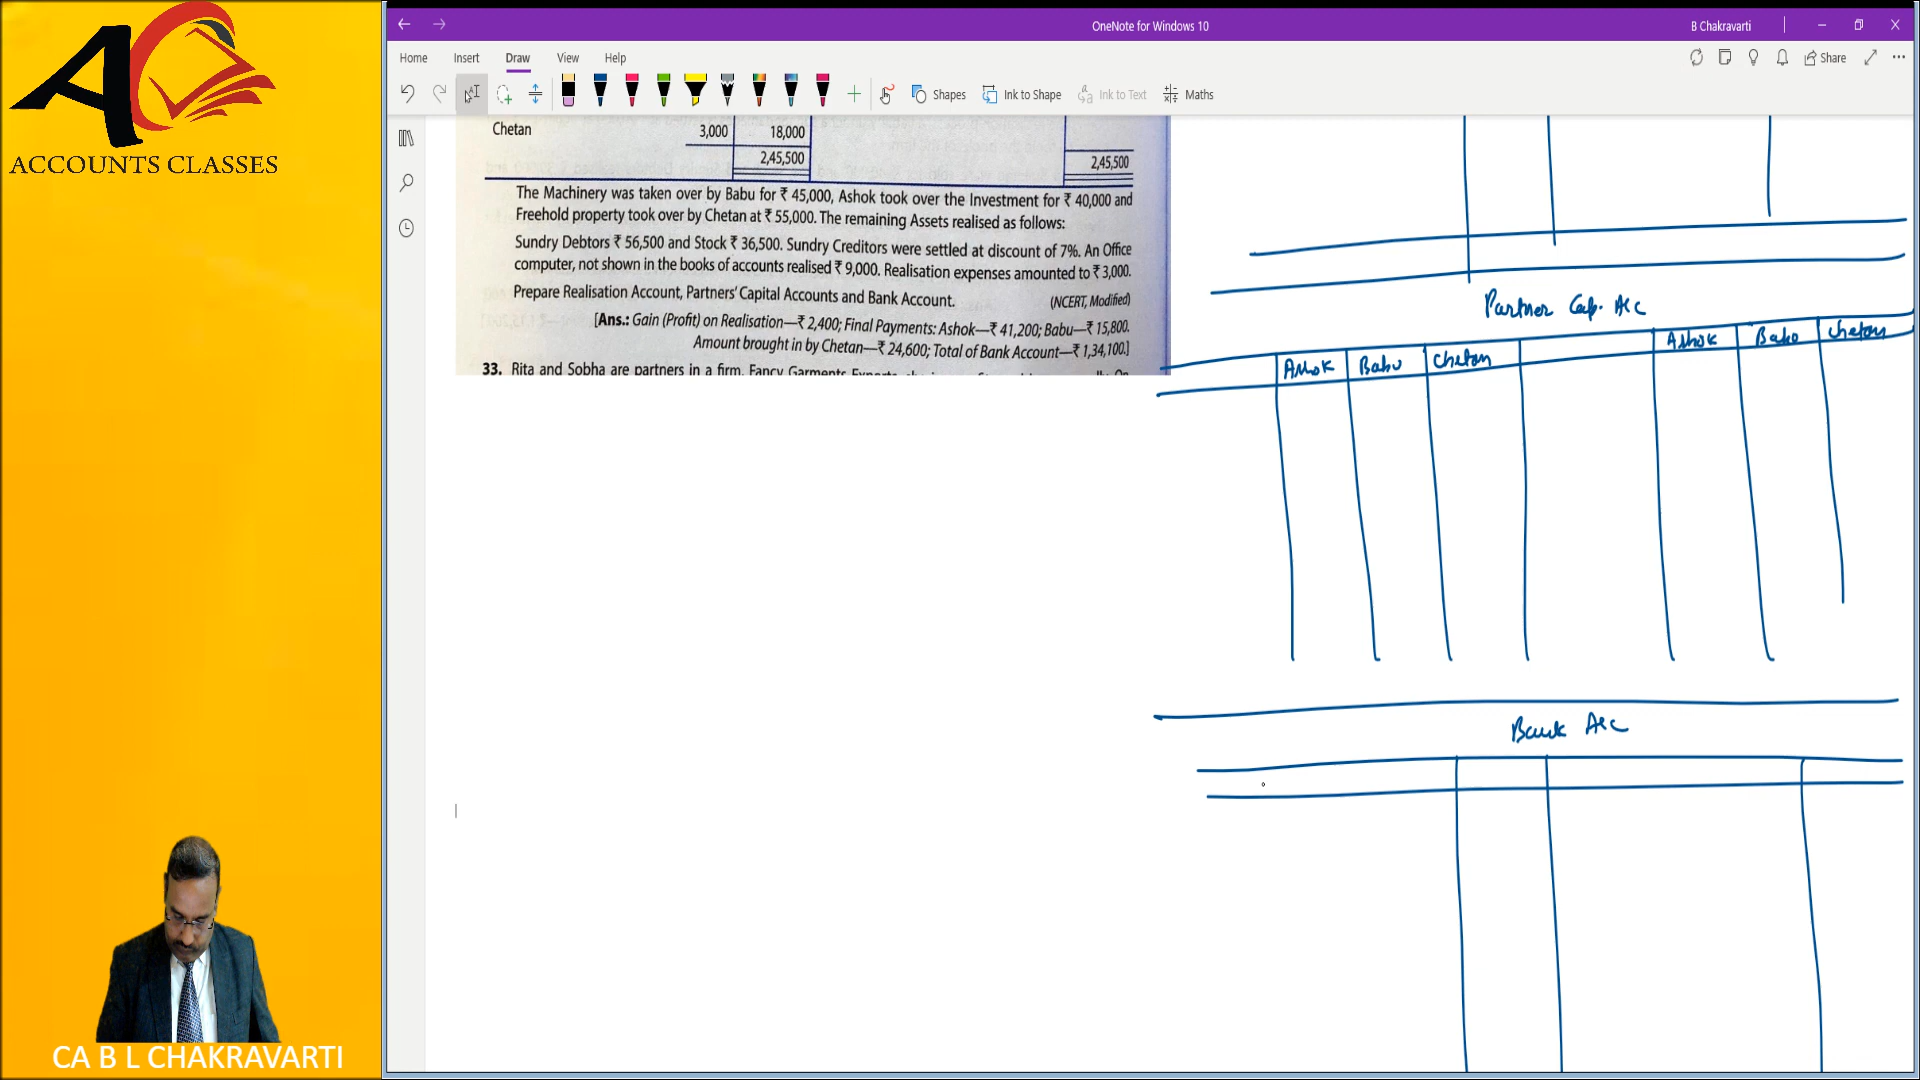 ACCOUNTS CLASSES
OneNote for Windows 10
B Chakravarti
Home Insert Draw View Help
Share
Shapes Ink to Shape Ink to Text Maths
Chetan 3,000 18,000
2,45,500 2,45,500
The Machinery was taken over by Babu for ₹ 45,000, Ashok took over the Investment for ₹ 40,000 and
Freehold property took over by Chetan at ₹ 55,000. The remaining Assets realised as follows:
Sundry Debtors ₹ 56,500 and Stock ₹ 36,500. Sundry Creditors were settled at discount of 7%. An Office
computer, not shown in the books of accounts realised ₹ 9,000. Realisation expenses amounted to ₹ 3,000.
Prepare Realisation Account, Partners' Capital Accounts and Bank Account. (NCERT, Modified)
[Ans.: Gain (Profit) on Realisation—₹ 2,400; Final Payments: Ashok—₹ 41,200; Babu—₹ 15,800.
Amount brought in by Chetan—₹ 24,600; Total of Bank Account—₹ 1,34,100.]
33. Rita and Sobha are partners in a firm, Fancy Garments
Partner Cap. A/c
Ashok Babu Chetan Ashok Babo Chetan
Bank A/c
CA B L CHAKRAVARTI